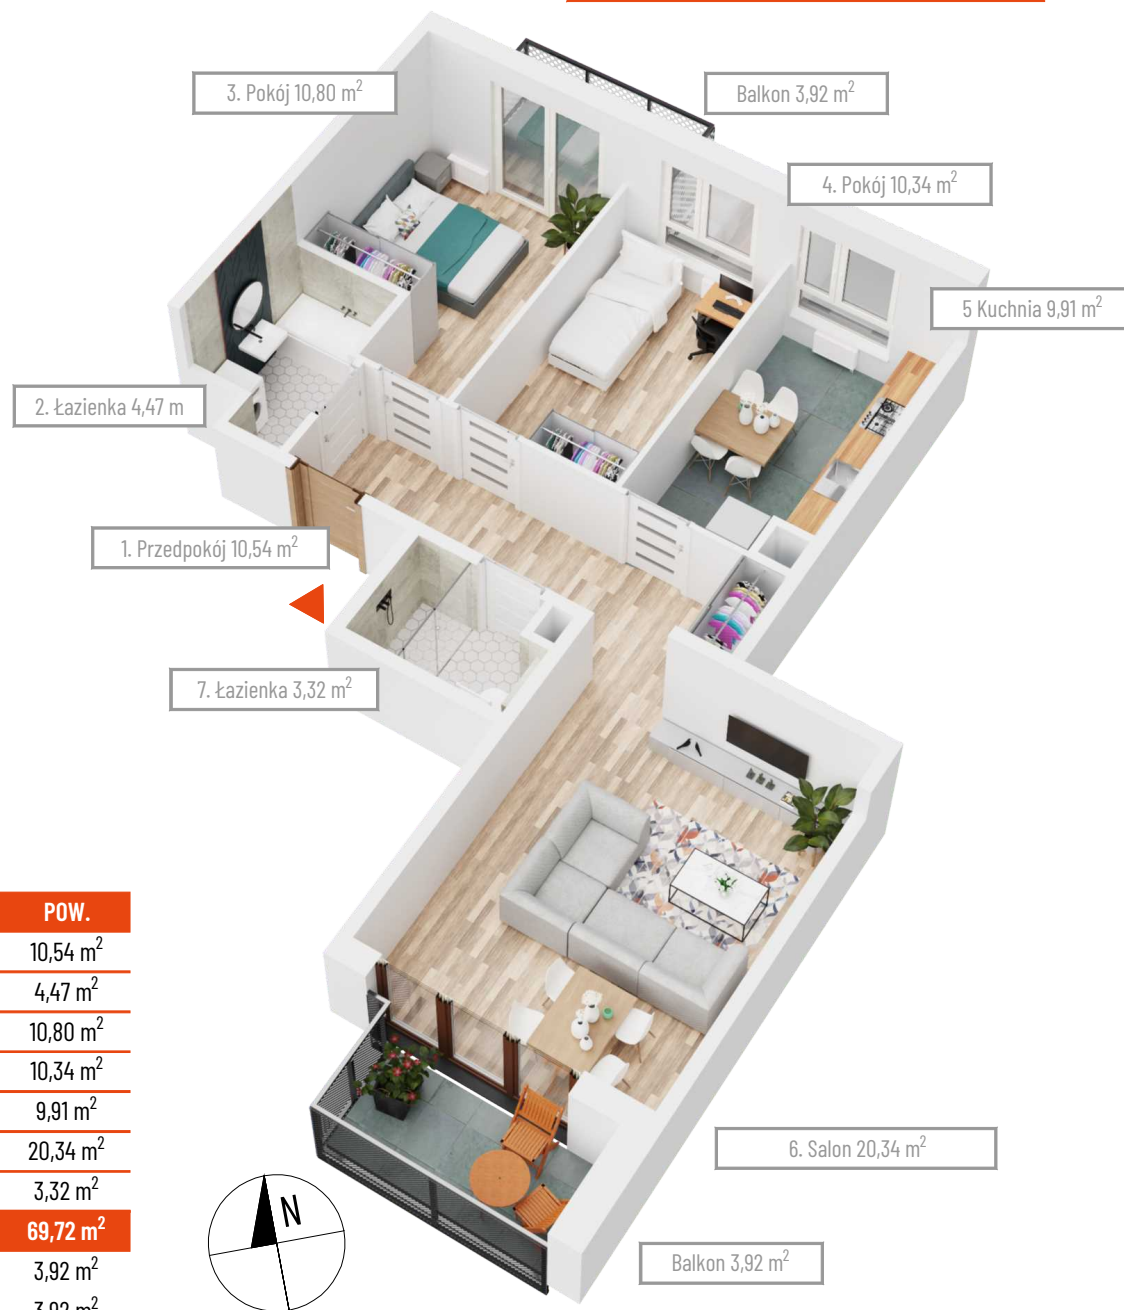 3. Pokój 10,80 m²
Balkon 3,92 m²
4. Pokój 10,34 m²
5 Kuchnia 9,91 m²
2. Łazienka 4,47 m
1. Przedpokój 10,54 m²
7. Łazienka 3,32 m²
POW.
10,54 m²
4,47 m²
10,80 m²
10,34 m²
9,91 m²
20,34 m²
3,32 m²
69,72 m²
3,92 m²
3,92 m²
N
6. Salon 20,34 m²
Balkon 3,92 m²